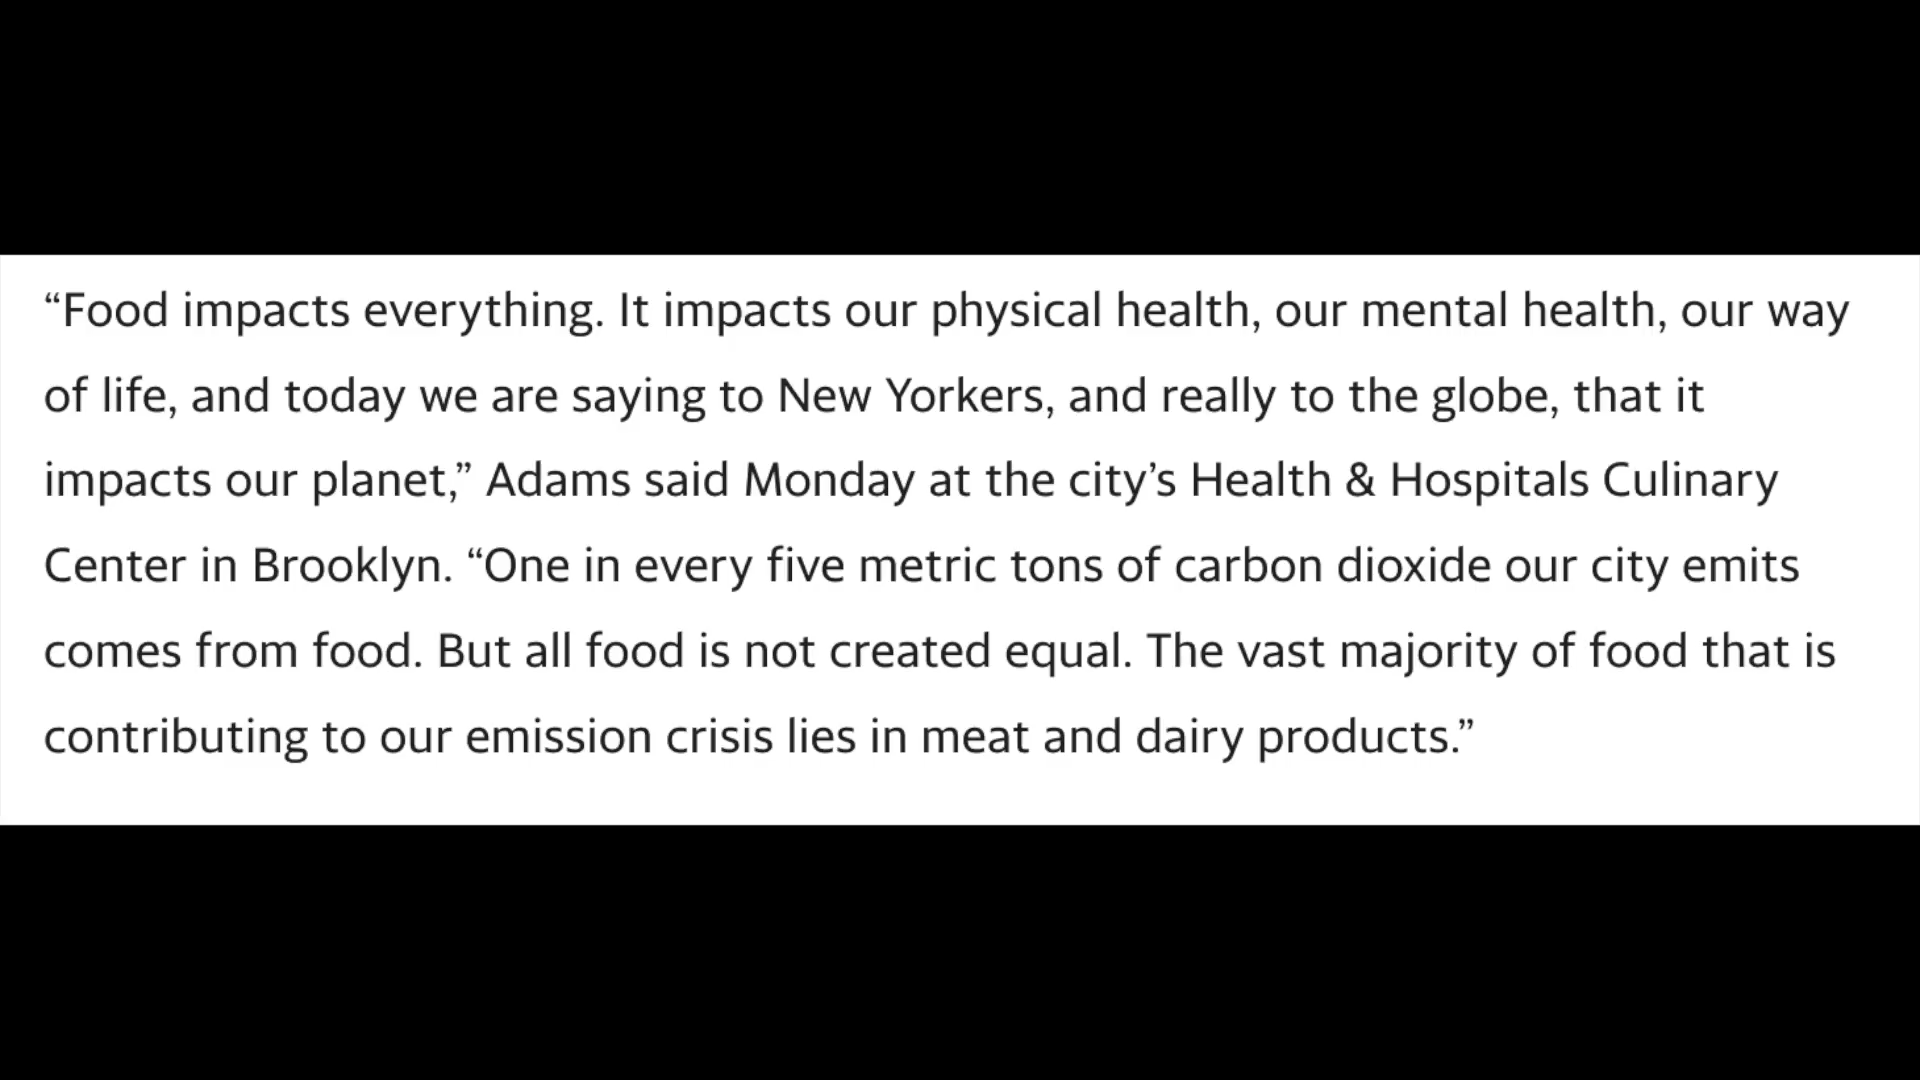 “Food impacts everything. It impacts our physical health, our mental health, our way
of life, and today we are saying to New Yorkers, and really to the globe, that it
impacts our planet,” Adams said Monday at the city’s Health & Hospitals Culinary
Center in Brooklyn. “One in every five metric tons of carbon dioxide our city emits
comes from food. But all food is not created equal. The vast majority of food that is
contributing to our emission crisis lies in meat and dairy products.”